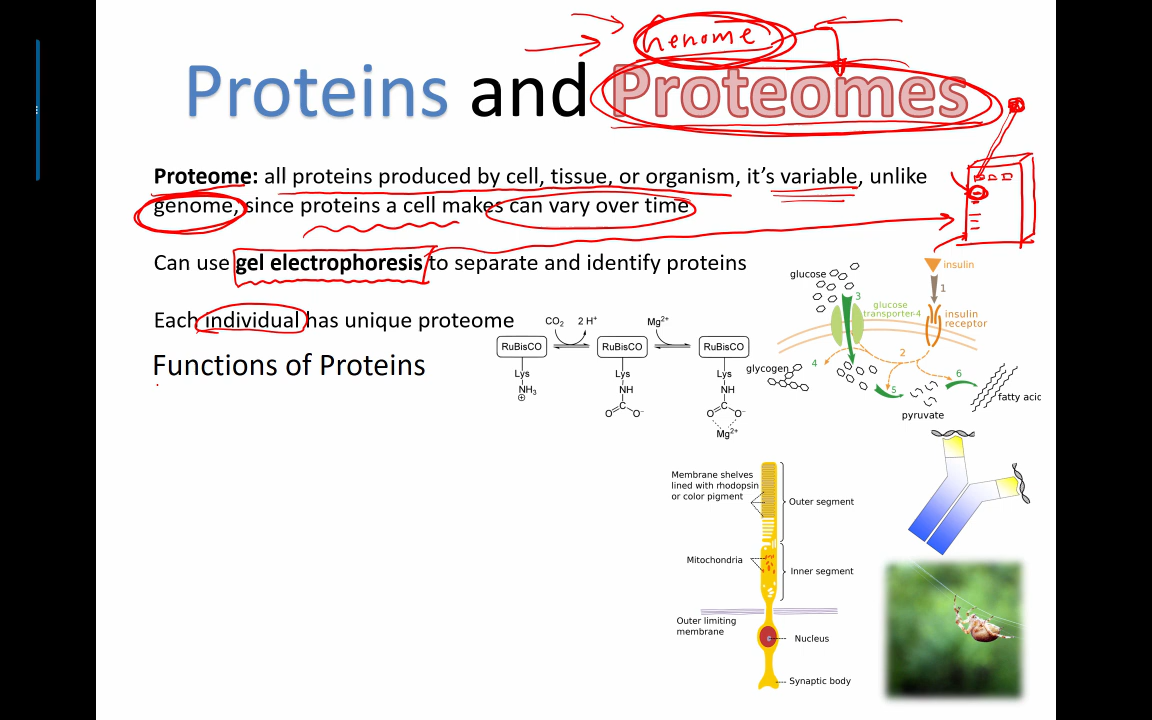 henome
Proteins and Proteomes
Proteome: all proteins produced by cell, tissue, or organism, it's variable, unlike
genome, since proteins a cell makes can vary over time
Can use gel electrophoresis to separate and identify proteins
Each individual has unique proteome
Functions of Proteins
CO2 2 H+ Mg2+
RuBisCO RuBisCO RuBisCO
Lys Lys Lys
NH3 NH NH
⊕
C C
O O- O O-
Mg2+
glucose
insulin
1
3
glucose
transporter-4
insulin
receptor
2
4
glycogen
5
6
pyruvate
fatty acid
Membrane shelves
lined with rhodopsin
or color pigment
Outer segment
Mitochondria
Inner segment
Outer limiting
membrane
Nucleus
Synaptic body